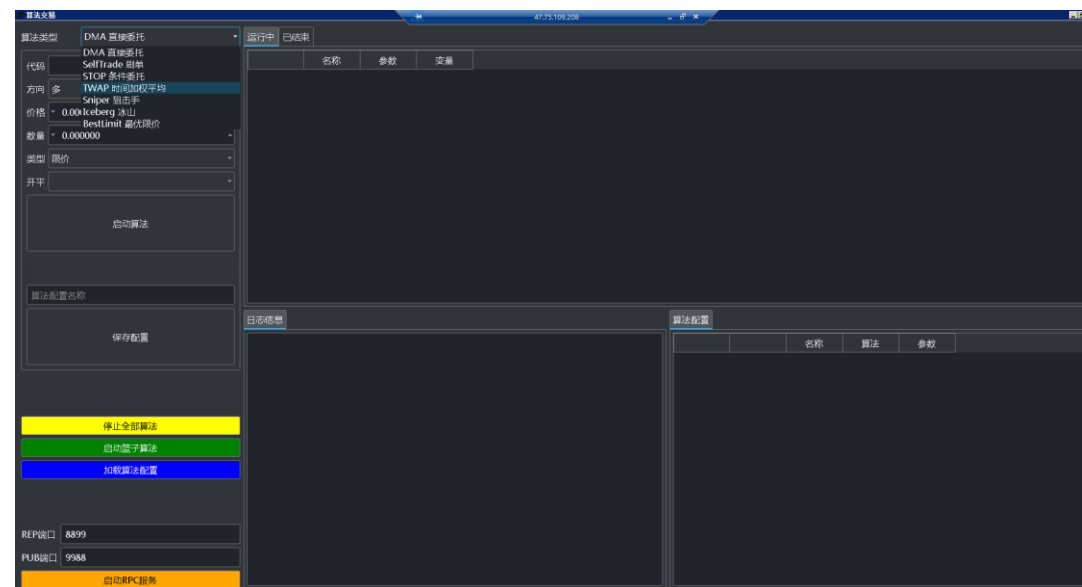 算法交易
47.75.109.208
算法类型 DMA 直接委托
DMA 直接委托
SelfTrade 刷单
STOP 条件委托
TWAP 时间加权平均
Sniper 狙击手
Iceberg 冰山
BestLimit 最优限价
代码
方向 多
价格 0.00
数量 0.000000
类型 限价
开平
启动算法
算法配置名称
保存配置
停止全部算法
启动篮子算法
加载算法配置
REP端口 8899
PUB端口 9988
启动RPC服务
运行中 已结束
名称 参数 变量
日志信息
算法配置
名称 算法 参数